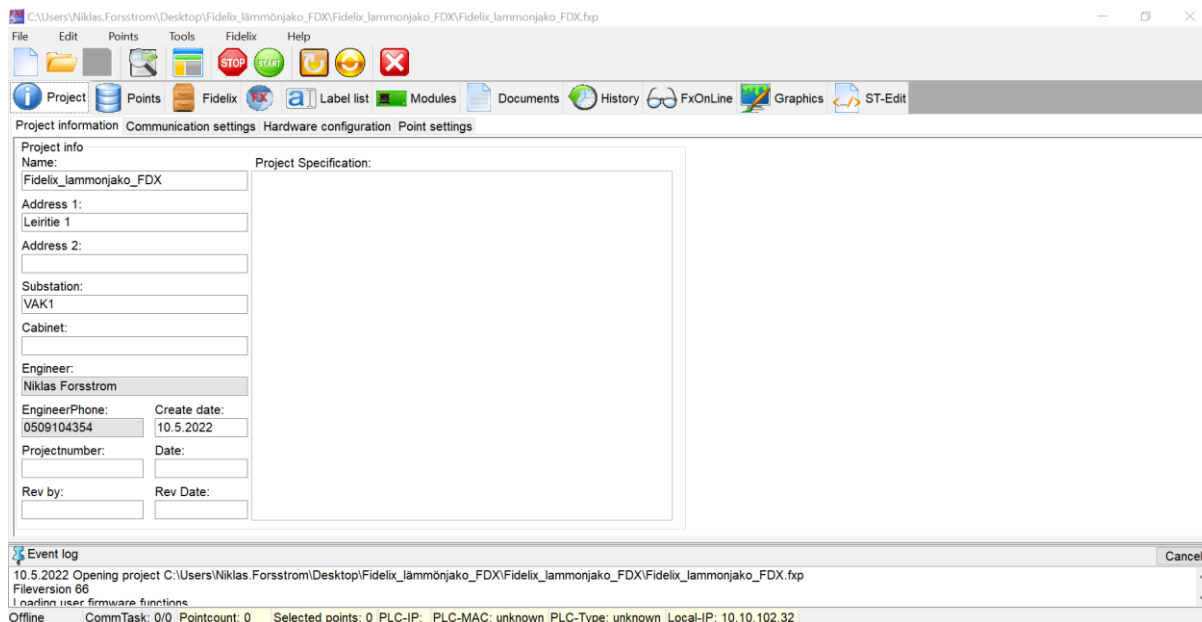 C:\Users\Niklas.Forsstrom\Desktop\Fidelix_lämmönjako_FDX\Fidelix_lammonjako_FDX\Fidelix_lammonjako_FDX.fxp
File Edit Points Tools Fidelix Help
STOP START
Project Points Fidelix FX Label list Modules Documents History FxOnLine Graphics ST-Edit
Project information Communication settings Hardware configuration Point settings
Project info
Name: Project Specification:
Fidelix_lammonjako_FDX
Address 1:
Leiritie 1
Address 2:
Substation:
VAK1
Cabinet:
Engineer:
Niklas Forsstrom
EngineerPhone: Create date:
0509104354 10.5.2022
Projectnumber: Date:
Rev by: Rev Date:
Event log Cancel
10.5.2022 Opening project C:\Users\Niklas.Forsstrom\Desktop\Fidelix_lämmönjako_FDX\Fidelix_lammonjako_FDX\Fidelix_lammonjako_FDX.fxp
Fileversion 66
Loading user firmware functions
Offline CommTask: 0/0 Pointcount: 0 Selected points: 0 PLC-IP: PLC-MAC: unknown PLC-Type: unknown Local-IP: 10.10.102.32